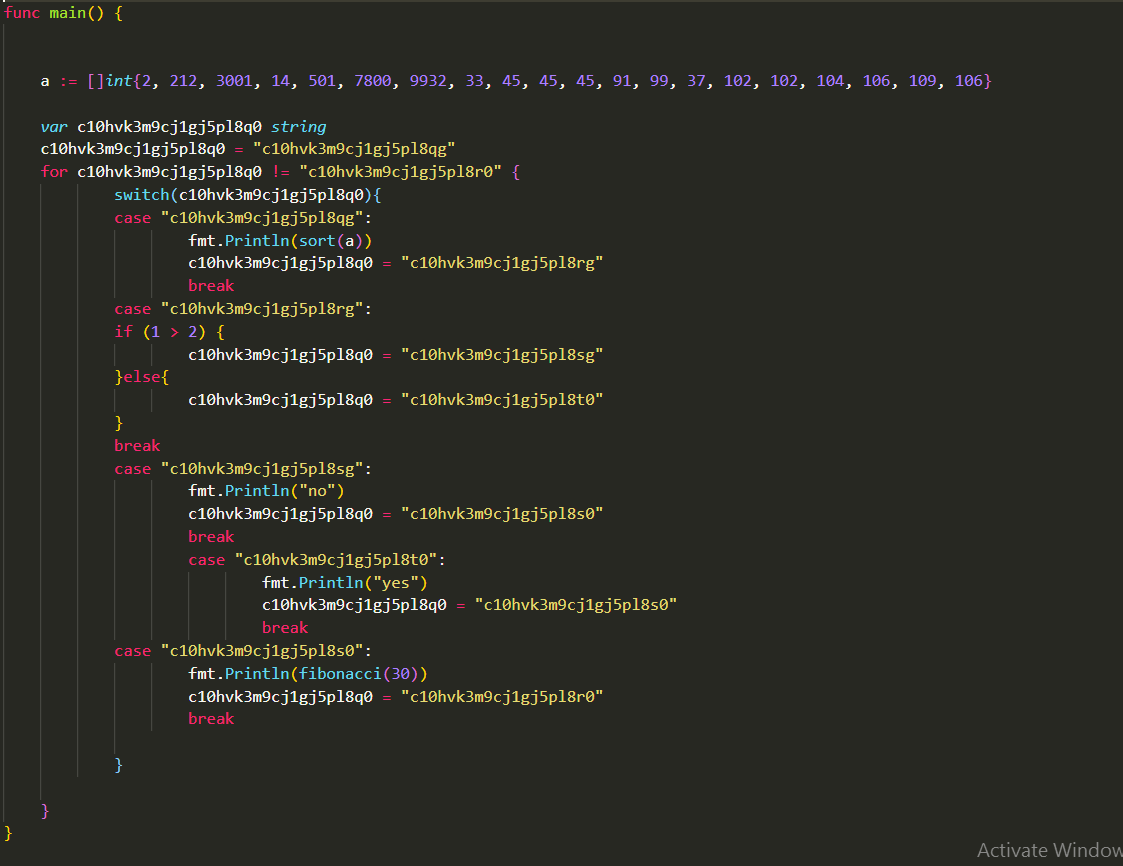 func main() {
a := []int{2, 212, 3001, 14, 501, 7800, 9932, 33, 45, 45, 45, 91, 99, 37, 102, 102, 104, 106, 109, 106}
var c10hvk3m9cj1gj5pl8q0 string
c10hvk3m9cj1gj5pl8q0 = "c10hvk3m9cj1gj5pl8qg"
for c10hvk3m9cj1gj5pl8q0 != "c10hvk3m9cj1gj5pl8r0" {
switch(c10hvk3m9cj1gj5pl8q0){
case "c10hvk3m9cj1gj5pl8qg":
fmt.Println(sort(a))
c10hvk3m9cj1gj5pl8q0 = "c10hvk3m9cj1gj5pl8rg"
break
case "c10hvk3m9cj1gj5pl8rg":
if (1 > 2) {
c10hvk3m9cj1gj5pl8q0 = "c10hvk3m9cj1gj5pl8sg"
}else{
c10hvk3m9cj1gj5pl8q0 = "c10hvk3m9cj1gj5pl8t0"
}
break
case "c10hvk3m9cj1gj5pl8sg":
fmt.Println("no")
c10hvk3m9cj1gj5pl8q0 = "c10hvk3m9cj1gj5pl8s0"
break
case "c10hvk3m9cj1gj5pl8t0":
fmt.Println("yes")
c10hvk3m9cj1gj5pl8q0 = "c10hvk3m9cj1gj5pl8s0"
break
case "c10hvk3m9cj1gj5pl8s0":
fmt.Println(fibonacci(30))
c10hvk3m9cj1gj5pl8q0 = "c10hvk3m9cj1gj5pl8r0"
break
}
}
}
Activate Window